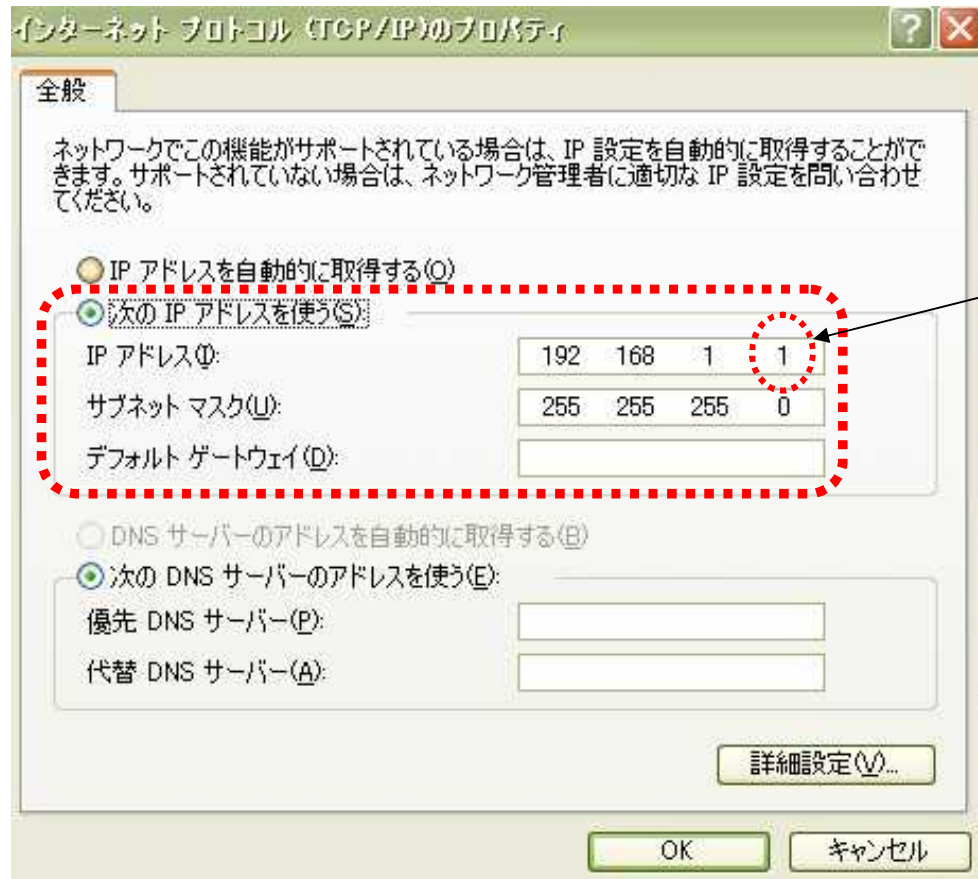 インターネット プロトコル (TCP/IP)のプロパティ
全般
ネットワークでこの機能がサポートされている場合は、IP 設定を自動的に取得することがで
きます。サポートされていない場合は、ネットワーク管理者に適切な IP 設定を問い合わせ
てください。
IP アドレスを自動的に取得する(O)
次の IP アドレスを使う(S):
IP アドレス(I): 192 168 1 1
サブネット マスク(U): 255 255 255 0
デフォルト ゲートウェイ(D):
DNS サーバーのアドレスを自動的に取得する(B)
次の DNS サーバーのアドレスを使う(E):
優先 DNS サーバー(P):
代替 DNS サーバー(A):
詳細設定(V)...
OK キャンセル